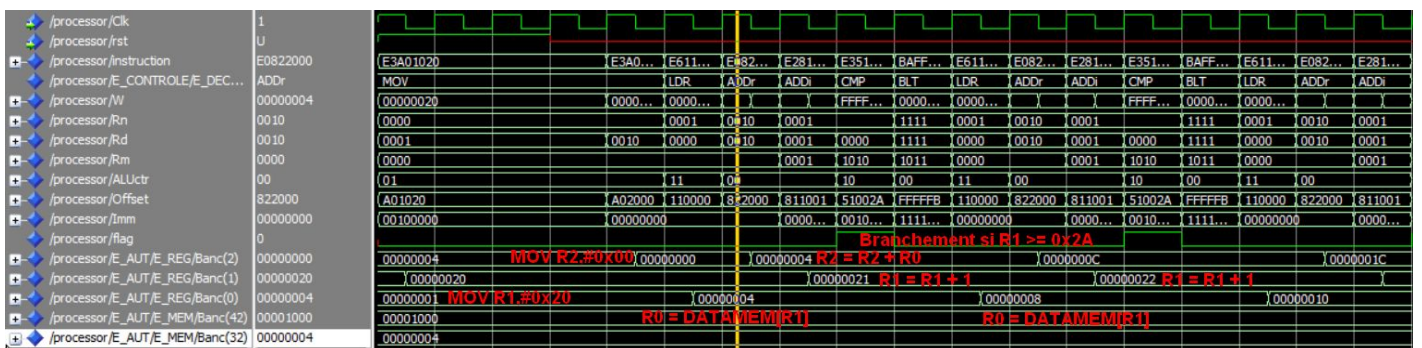 /processor/Clk 1
/processor/rst U
/processor/instruction E0822000 E3A01020 E3A0... E611... E082... E281... E351... BAFF... E611... E082... E281... E351... BAFF... E611... E082... E281...
/processor/E_CONTROLE/E_DEC... ADDr MOV LDR ADDr ADDi CMP BLT LDR ADDr ADDi CMP BLT LDR ADDr ADDi
/processor/W 00000004 00000020 0000... 0000... FFFF... 0000... 0000... FFFF... 0000... 0000...
/processor/Rn 0010 0000 0001 0010 0001 1111 0001 0010 0001 1111 0001 0010 0001
/processor/Rd 0010 0001 0010 0000 0010 0001 0000 1111 0000 0010 0001 0000 1111 0000 0010 0001
/processor/Rm 0000 0000 0001 1010 1011 0000 0001 1010 1011 0000 0001
/processor/ALUctr 00 01 11 00 10 00 11 00 10 00 11 00
/processor/Offset 822000 A01020 A02000 110000 822000 811001 51002A FFFFFB 110000 822000 811001 51002A FFFFFB 110000 822000 811001
/processor/Imm 00000000 00100000 00000000 0000... 0010... 1111... 00000000 0000... 0010... 1111... 00000000 0000...
/processor/flag 0 Branchement si R1 >= 0x2A
/processor/E_AUT/E_REG/Banc(2) 00000000 00000004 MOV R2.#0x00 00000000 00000004 R2 = R2 + R0 0000000C 0000001C
/processor/E_AUT/E_REG/Banc(1) 00000020 00000020 00000021 R1 = R1 + 1 00000022 R1 = R1 + 1
/processor/E_AUT/E_REG/Banc(0) 00000004 00000001 MOV R1.#0x20 00000004 00000008 00000010
/processor/E_AUT/E_MEM/Banc(42) 00001000 00001000 R0 = DATAMEM[R1] R0 = DATAMEM[R1]
/processor/E_AUT/E_MEM/Banc(32) 00000004 00000004